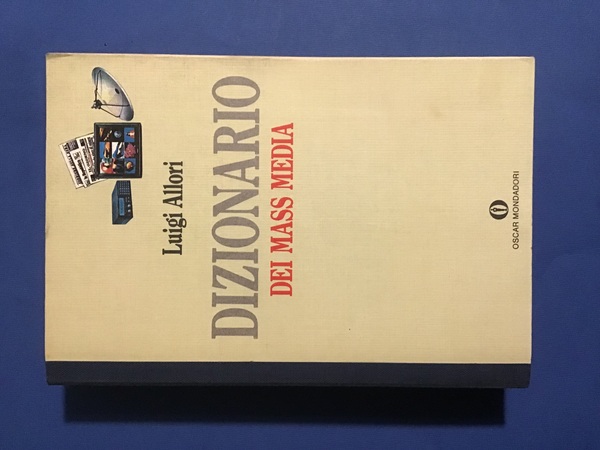 Luigi Allori
DIZIONARIO
DEI MASS MEDIA
OSCAR MONDADORI